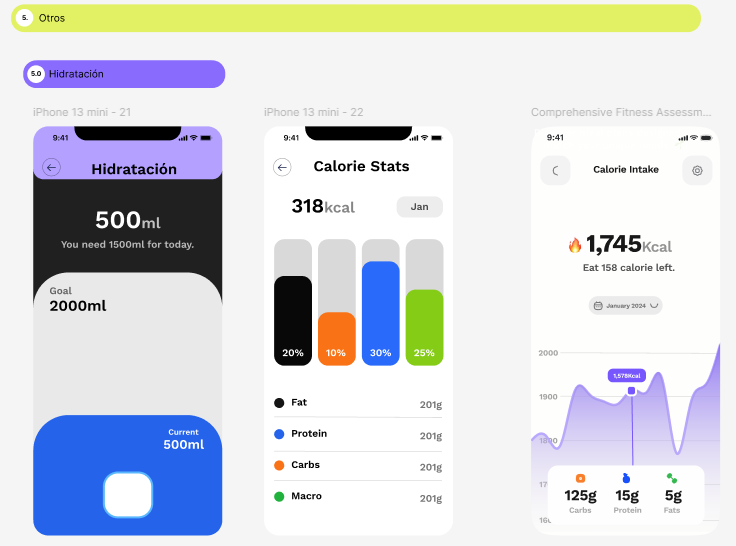 5. Otros
5.0 Hidratación
iPhone 13 mini - 21
9:41
Hidratación
500ml
You need 1500ml for today.
Goal
2000ml
Current
500ml
iPhone 13 mini - 22
9:41
Calorie Stats
318kcal
Jan
20%
10%
30%
25%
Fat 201g
Protein 201g
Carbs 201g
Macro 201g
Comprehensive Fitness Assessm...
9:41
Calorie Intake
1,745Kcal
Eat 158 calorie left.
January 2024
2000
1,578Kcal
1900
1800
125g
15g
5g
Carbs
Protein
Fats